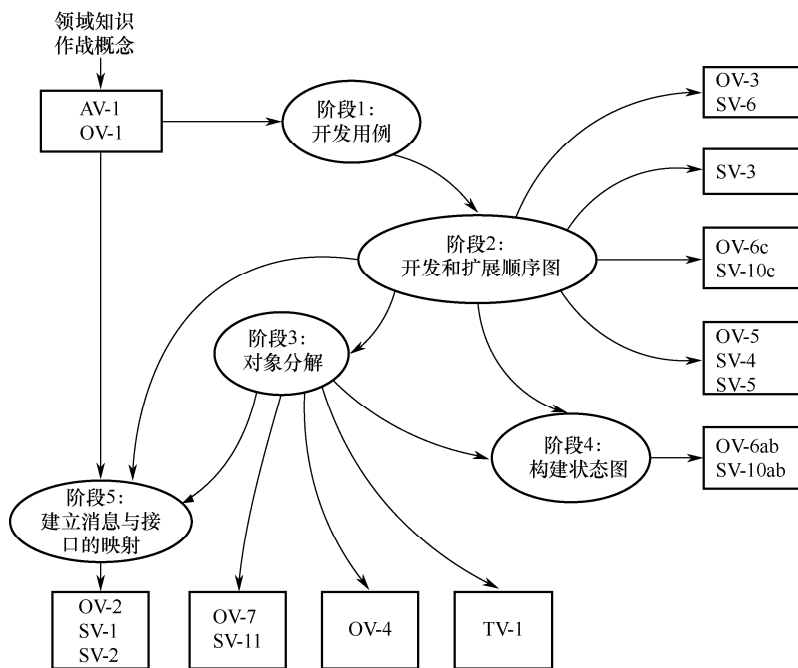 领域知识
作战概念
AV-1
OV-1
阶段1：
开发用例
OV-3
SV-6
SV-3
阶段2：
开发和扩展顺序图
OV-6c
SV-10c
OV-5
SV-4
SV-5
阶段3：
对象分解
阶段4：
构建状态图
OV-6ab
SV-10ab
阶段5：
建立消息与接
口的映射
OV-2
SV-1
SV-2
OV-7
SV-11
OV-4
TV-1